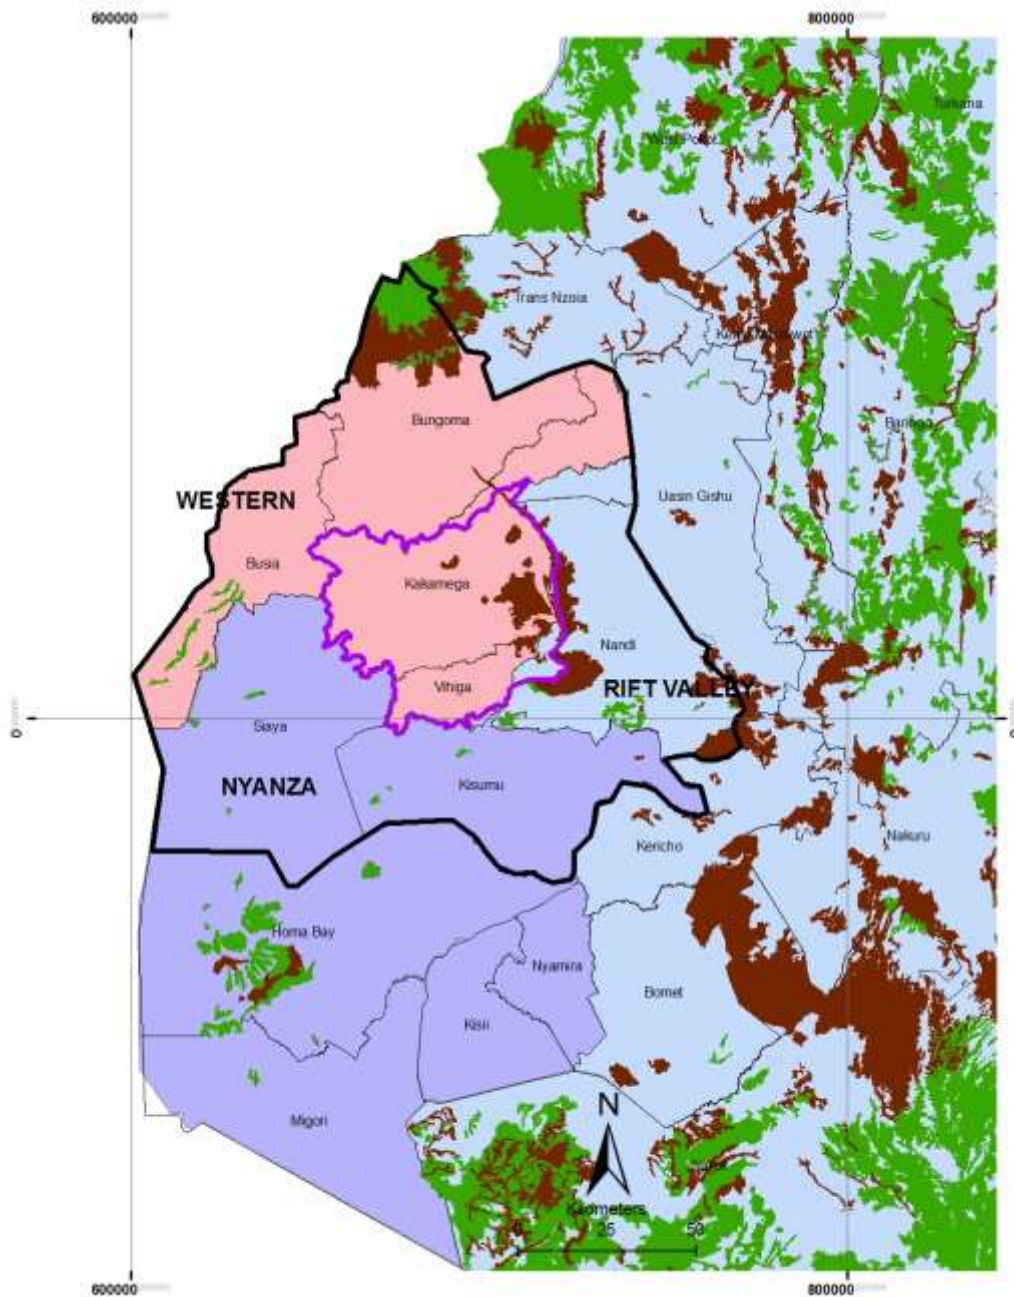 600000
800000
Turkana
West Pokot
Trans Nzoia
Bungoma
Baringo
WESTERN
Uasin Gishu
Busia
Kakamega
Nandi
Vihiga
RIFT VALLEY
0
0
Siaya
NYANZA
Kisumu
Kericho
Nakuru
Homa Bay
Nyamira
Bomet
Kisii
N
Migori
Kilometers
25
50
600000
800000